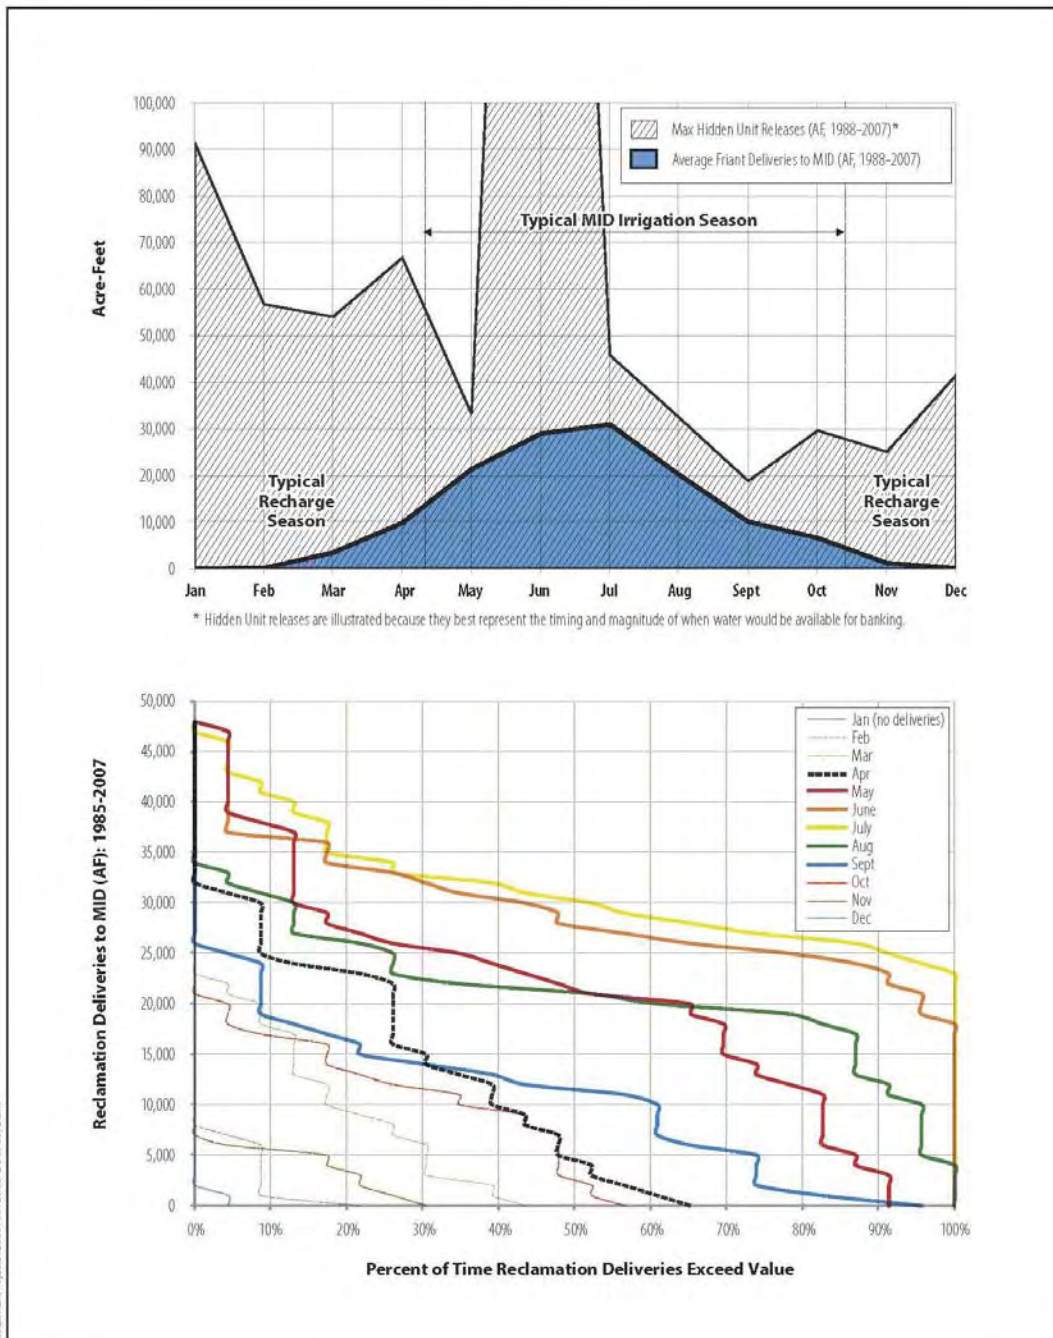 100,000
90,000
80,000
70,000
60,000
50,000
40,000
30,000
20,000
10,000
0
Acre-Feet
Max Hidden Unit Releases (AF, 1988–2007)*
Average Friant Deliveries to MID (AF, 1988–2007)
Typical MID Irrigation Season
Typical
Recharge
Season
Typical
Recharge
Season
Jan Feb Mar Apr May Jun Jul Aug Sept Oct Nov Dec
* Hidden Unit releases are illustrated because they best represent the timing and magnitude of when water would be available for banking.
50,000
45,000
40,000
35,000
30,000
25,000
20,000
15,000
10,000
5,000
0
Reclamation Deliveries to MID (AF): 1985-2007
Jan (no deliveries)
Feb
Mar
Apr
May
June
July
Aug
Sept
Oct
Nov
Dec
0% 10% 20% 30% 40% 50% 60% 70% 80% 90% 100%
Percent of Time Reclamation Deliveries Exceed Value